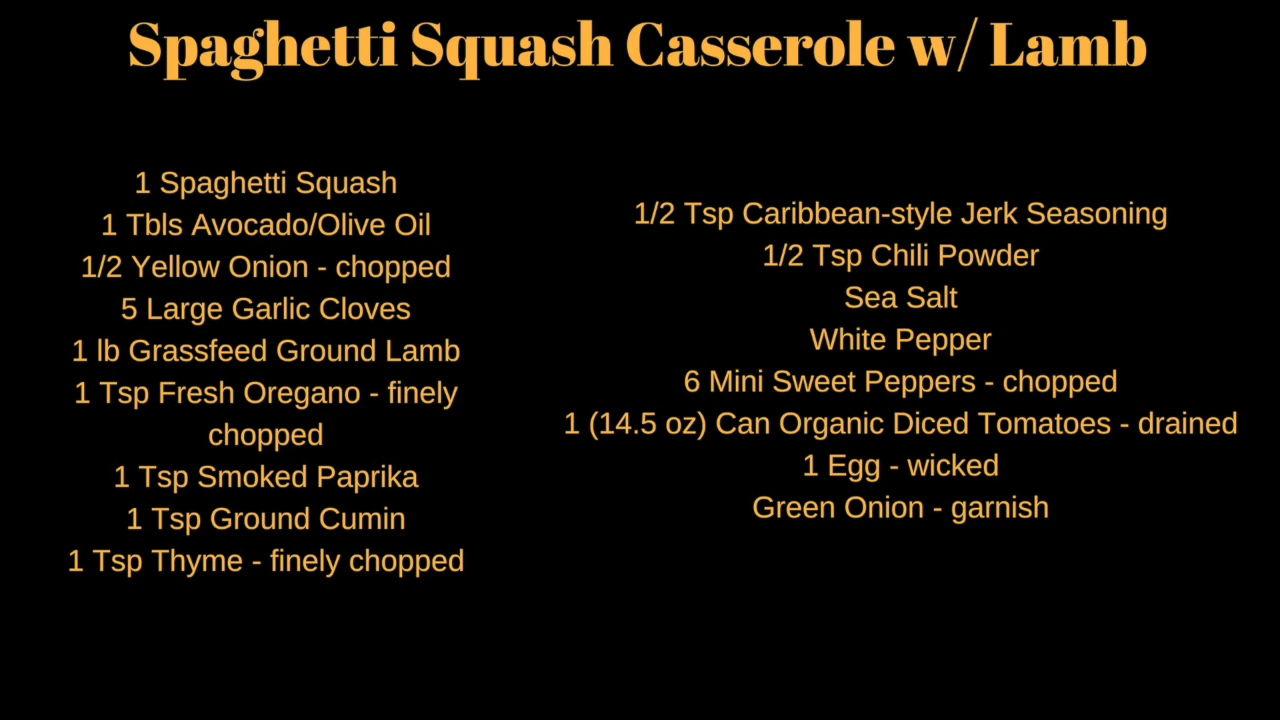 Spaghetti Squash Casserole w/ Lamb
1 Spaghetti Squash
1 Tbls Avocado/Olive Oil
1/2 Yellow Onion - chopped
5 Large Garlic Cloves
1 lb Grassfeed Ground Lamb
1 Tsp Fresh Oregano - finely
chopped
1 Tsp Smoked Paprika
1 Tsp Ground Cumin
1 Tsp Thyme - finely chopped
1/2 Tsp Caribbean-style Jerk Seasoning
1/2 Tsp Chili Powder
Sea Salt
White Pepper
6 Mini Sweet Peppers - chopped
1 (14.5 oz) Can Organic Diced Tomatoes - drained
1 Egg - wicked
Green Onion - garnish